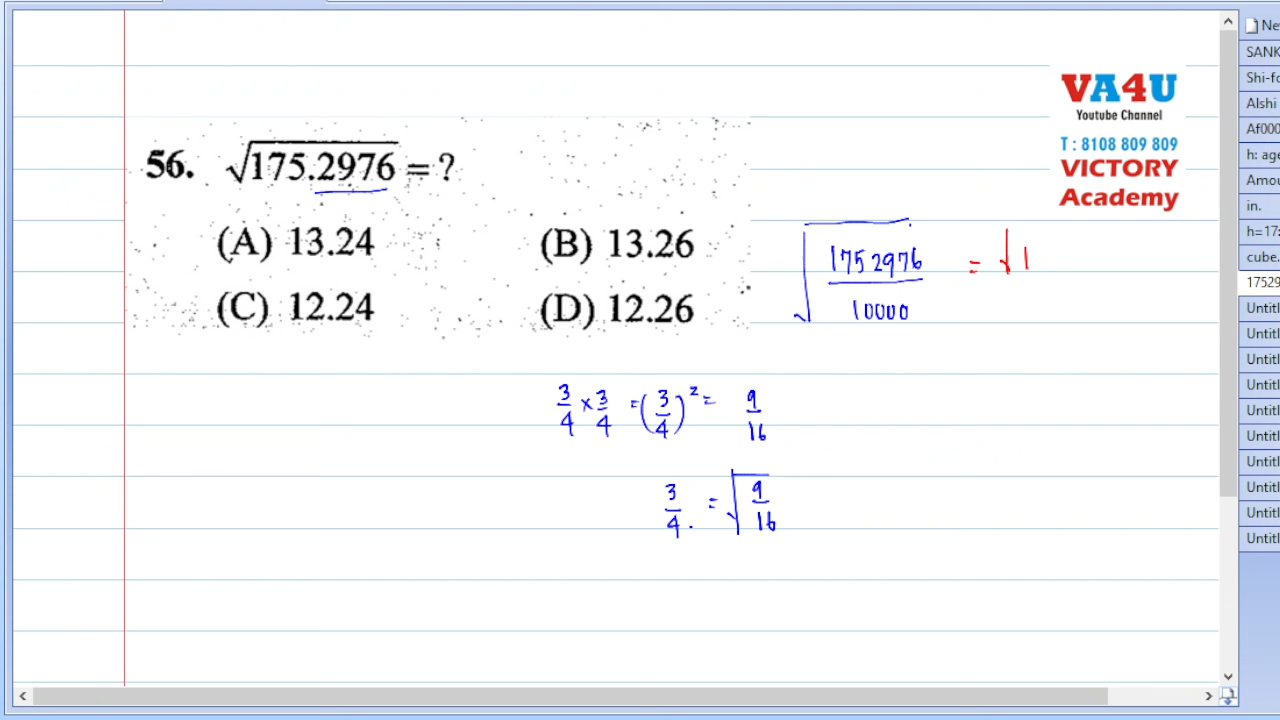 VA4U
Youtube Channel
T : 8108 809 809
VICTORY
Academy
56. √175.2976 = ?
(A) 13.24 (B) 13.26
(C) 12.24 (D) 12.26
√(1752976/10000) = √1
3/4 × 3/4 = (3/4)² = 9/16
3/4. = √(9/16)
Ne
SANK
Shi-fo
Alshi
Af000
h: age
Amou
in.
h=17:
cube.
17529
Untitl
Untitl
Untitl
Untitl
Untitl
Untitl
Untitl
Untitl
Untitl
Untitl